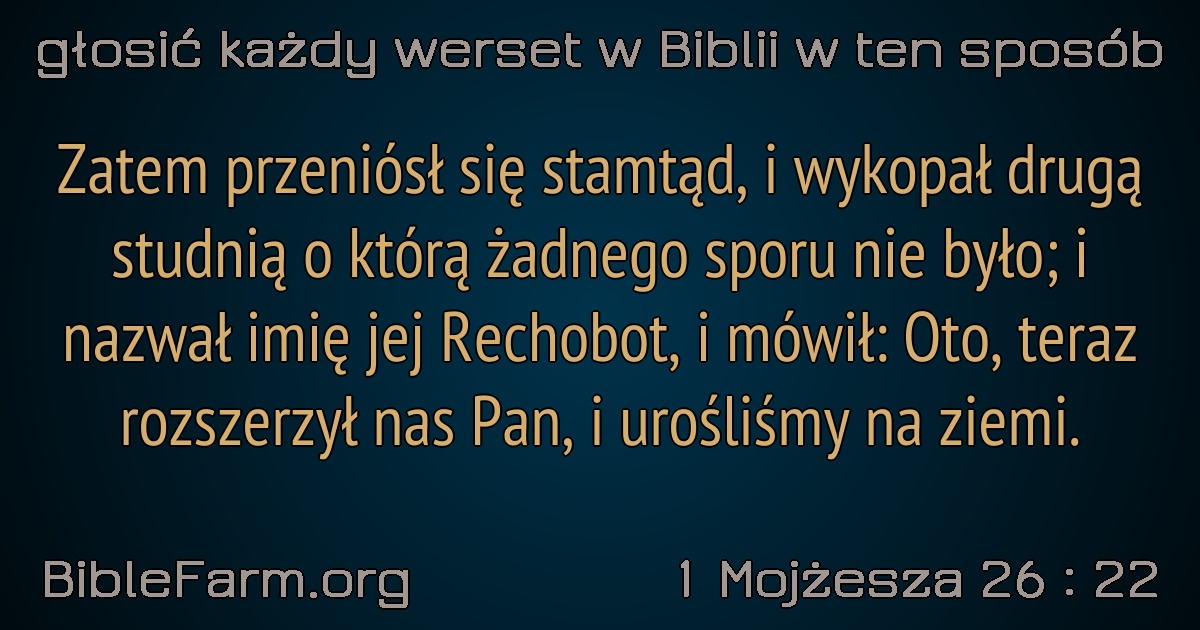 głosić każdy werset w Biblii w ten sposób
Zatem przeniósł się stamtąd, i wykopał drugą
studnią o którą żadnego sporu nie było; i
nazwał imię jej Rechobot, i mówił: Oto, teraz
rozszerzył nas Pan, i urośliśmy na ziemi.
BibleFarm.org
1 Mojżesza 26 : 22